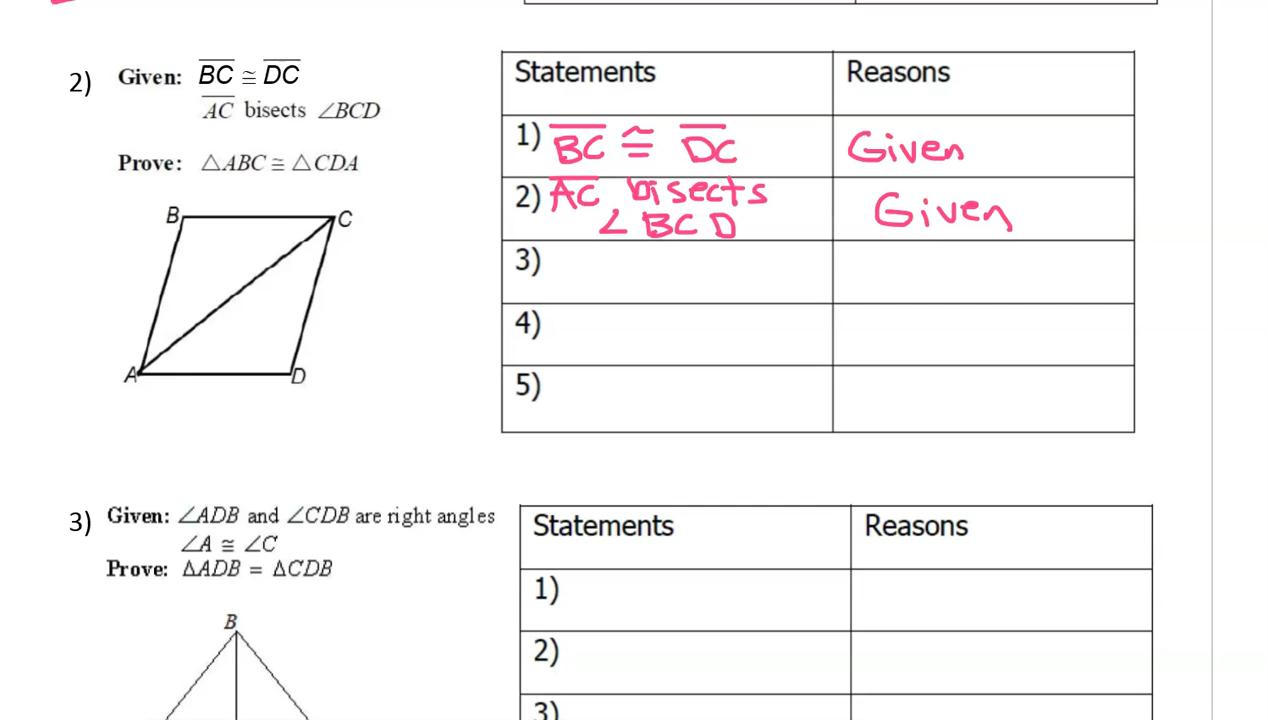 2) Given: BC ≅ DC
AC bisects ∠BCD
Prove: △ABC ≅ △CDA
B
C
A
D
Statements
Reasons
1) BC ≅ DC
Given
2) AC bisects
∠BCD
Given
3)
4)
5)
3) Given: ∠ADB and ∠CDB are right angles
∠A ≅ ∠C
Prove: ΔADB = ΔCDB
B
Statements
Reasons
1)
2)
3)